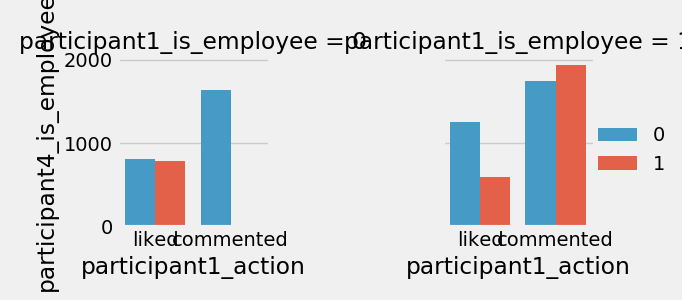 participant1_is_employee = 0
participant1_is_employee = 1
participant4_is_employee
2000
1000
0
liked
commented
liked
commented
participant1_action
participant1_action
0
1